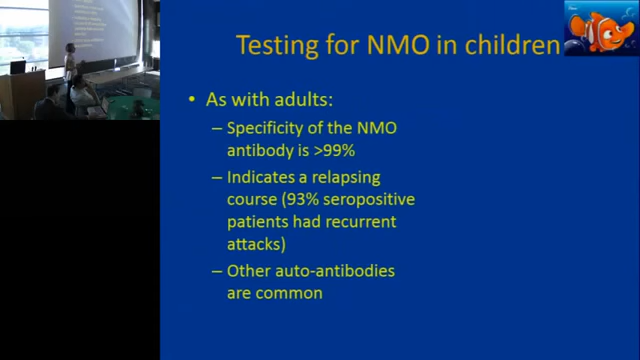 Testing for NMO in children
• As with adults:
– Specificity of the NMO
antibody is >99%
– Indicates a relapsing
course (93% seropositive
patients had recurrent
attacks)
– Other auto-antibodies
are common